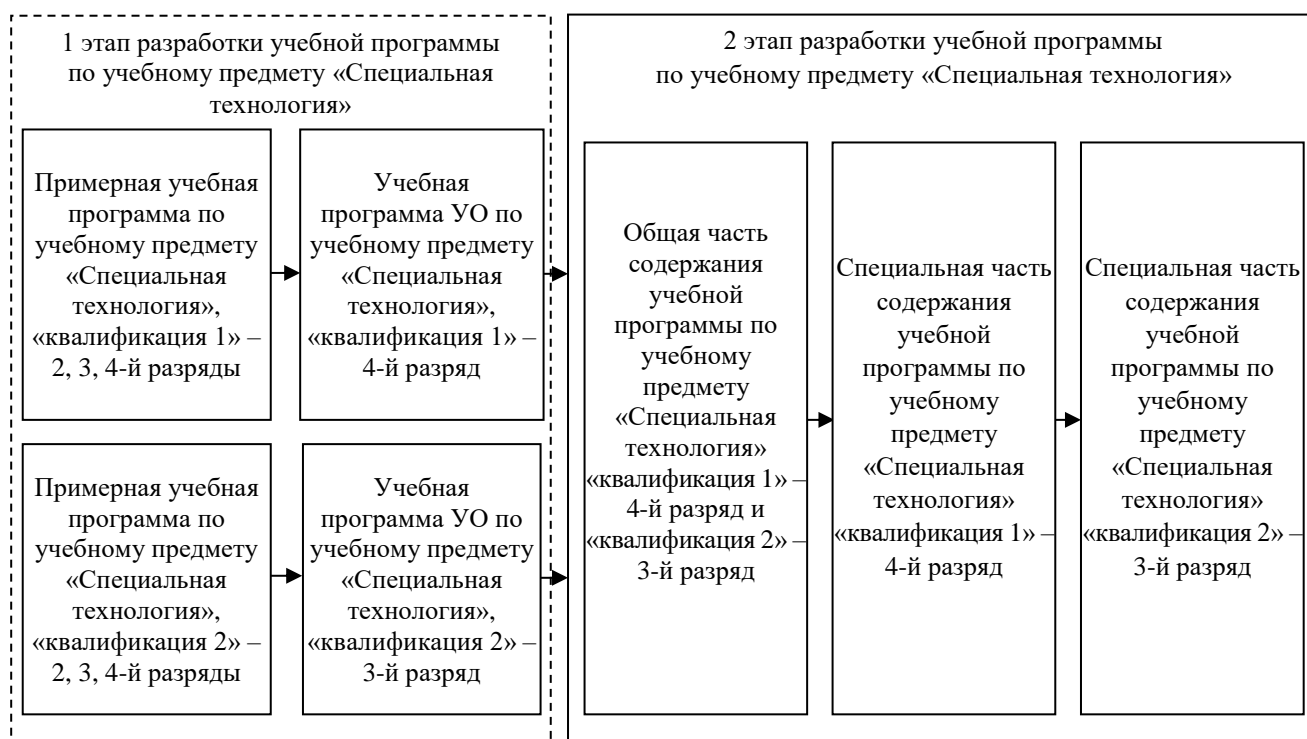 1 этап разработки учебной программы
по учебному предмету «Специальная
технология»
Примерная учебная
программа по
учебному предмету
«Специальная
технология»,
«квалификация 1» –
2, 3, 4-й разряды
Учебная
программа УО по
учебному предмету
«Специальная
технология»,
«квалификация 1» –
4-й разряд
Примерная учебная
программа по
учебному предмету
«Специальная
технология»,
«квалификация 2» –
2, 3, 4-й разряды
Учебная
программа УО по
учебному предмету
«Специальная
технология»,
«квалификация 2» –
3-й разряд
2 этап разработки учебной программы
по учебному предмету «Специальная технология»
Общая часть
содержания
учебной
программы по
учебному
предмету
«Специальная
технология»
«квалификация 1» –
4-й разряд и
«квалификация 2» –
3-й разряд
Специальная часть
содержания
учебной
программы по
учебному
предмету
«Специальная
технология»
«квалификация 1» –
4-й разряд
Специальная часть
содержания
учебной
программы по
учебному
предмету
«Специальная
технология»
«квалификация 2» –
3-й разряд